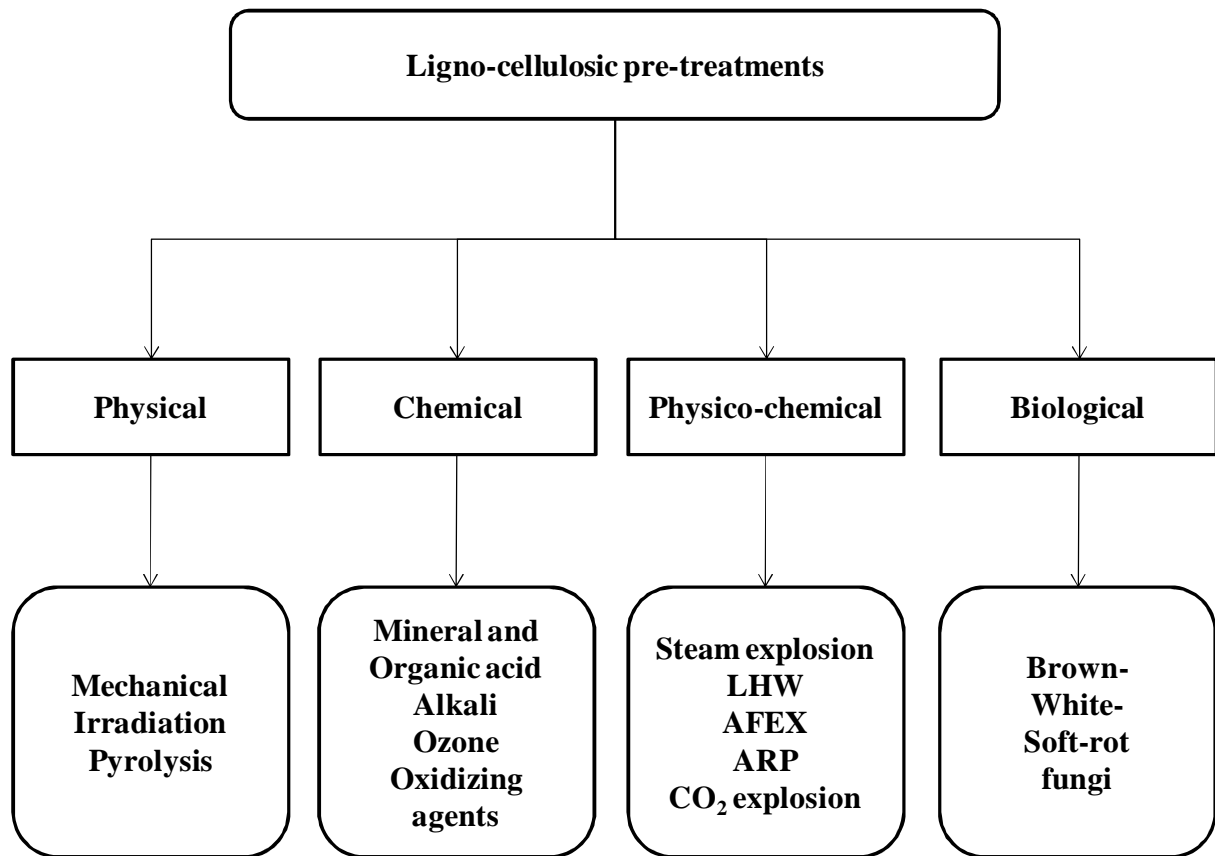 Ligno-cellulosic pre-treatments
Physical
Chemical
Physico-chemical
Biological
Mechanical
Irradiation
Pyrolysis
Mineral and
Organic acid
Alkali
Ozone
Oxidizing
agents
Steam explosion
LHW
AFEX
ARP
CO₂ explosion
Brown-
White-
Soft-rot
fungi